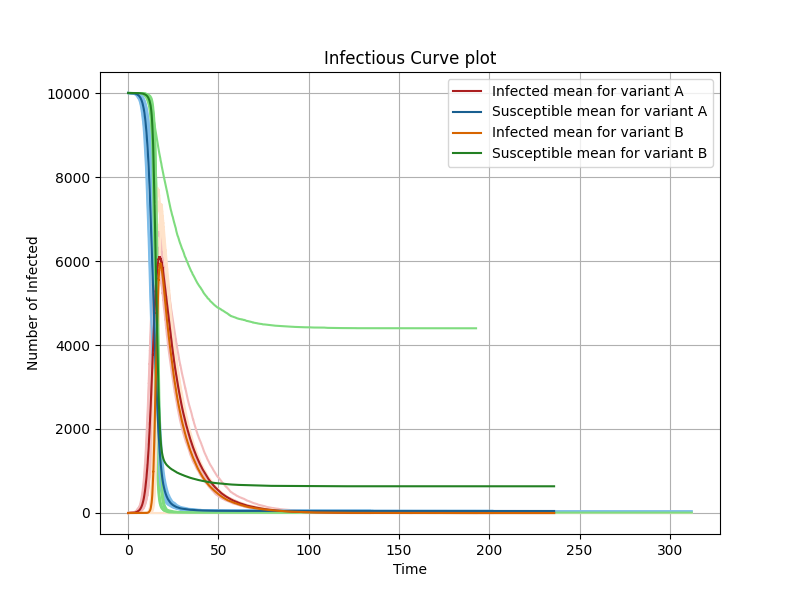 Infectious Curve plot
Infected mean for variant A
Susceptible mean for variant A
Infected mean for variant B
Susceptible mean for variant B
Number of Infected
10000
8000
6000
4000
2000
0
0 50 100 150 200 250 300
Time